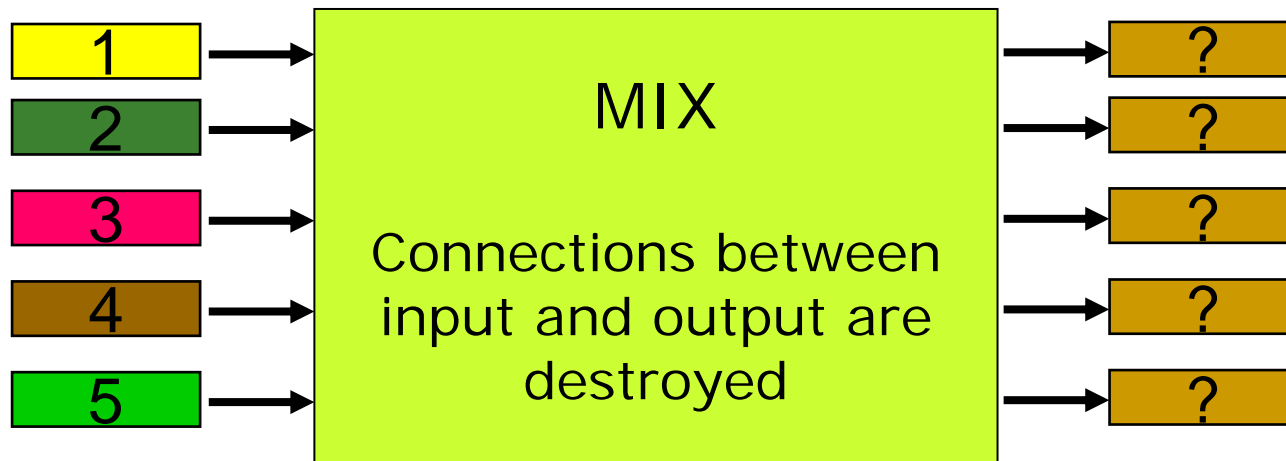 1
2
3
4
5
MIX
Connections between
input and output are
destroyed
?
?
?
?
?